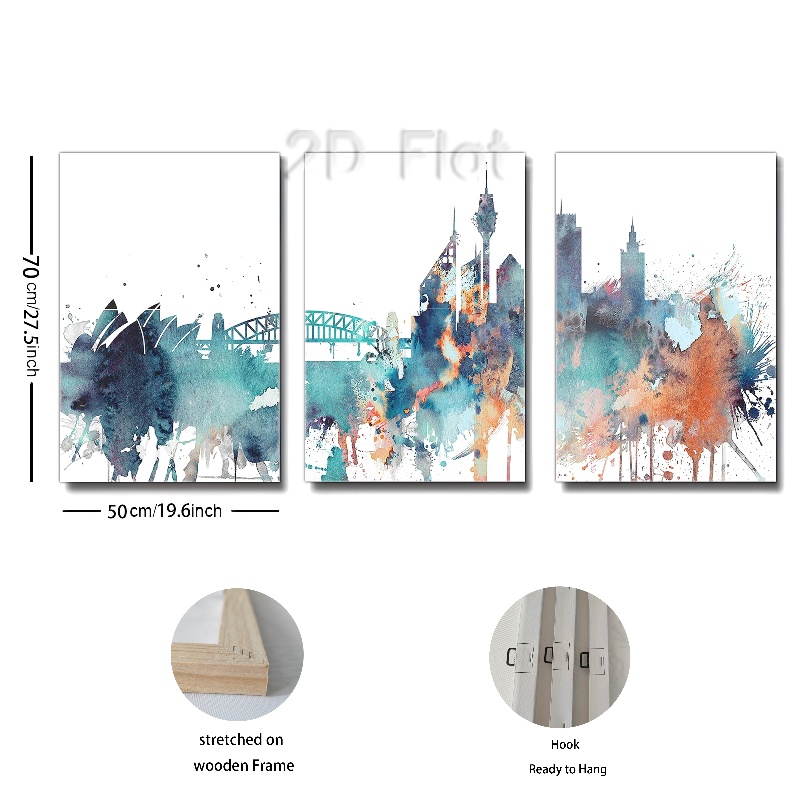 2D Flat
70 cm/27.5inch
50 cm/19.6inch
stretched on
wooden Frame
Hook
Ready to Hang